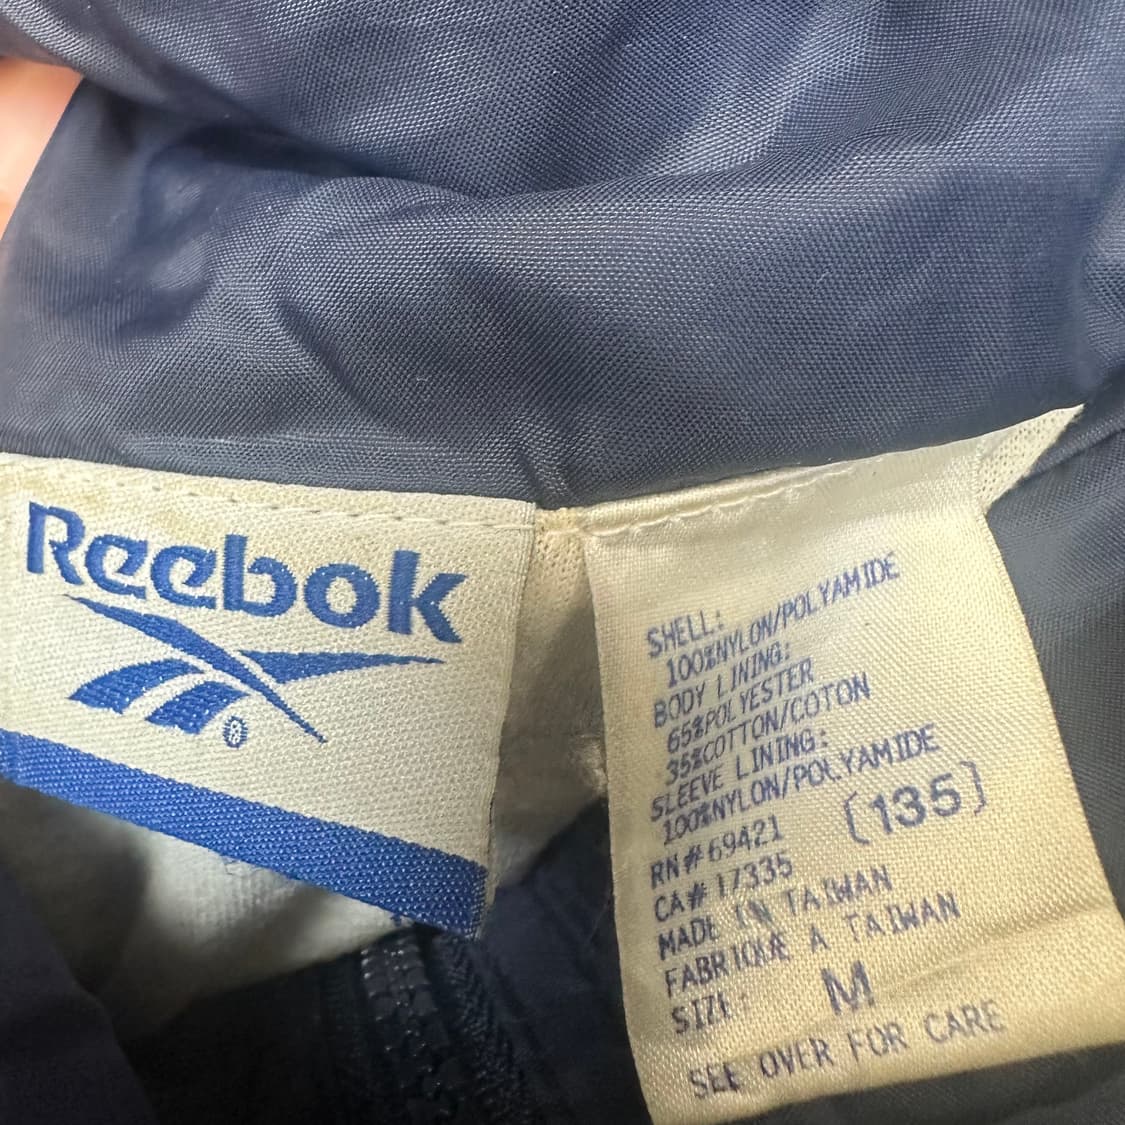 Reebok
®
SHELL:
100%NYLON/POLYAMIDE
BODY LINING:
65%POLYESTER
35%COTTON/COTON
SLEEVE LINING:
100%NYLON/POLYAMIDE
RN#69421 (135)
CA#17335
MADE IN TAIWAN
FABRIQUE A TAIWAN
SIZE: M
SEE OVER FOR CARE